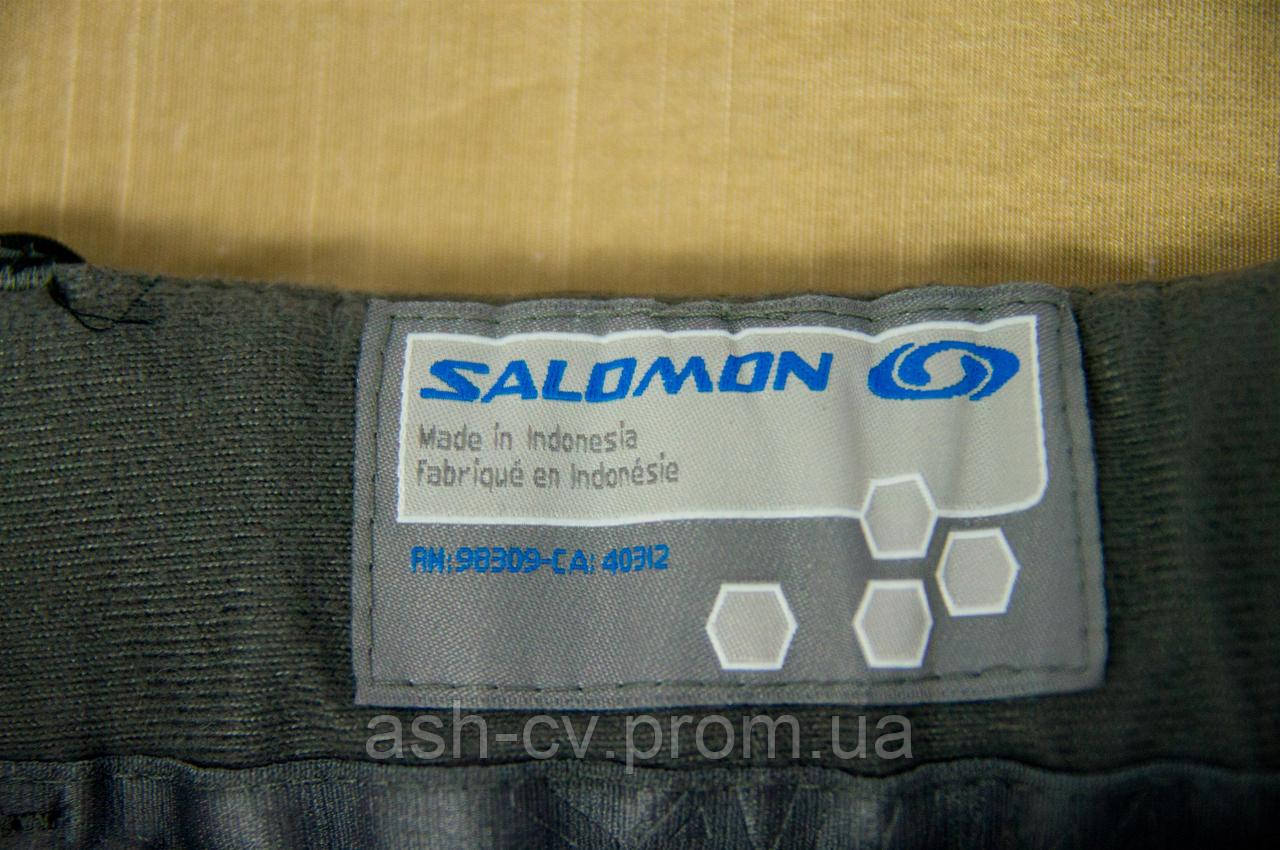 SALOMON
Made in Indonesia
Fabriqué en Indonésie
RN:98309-CA:40312
ash-cv.prom.ua